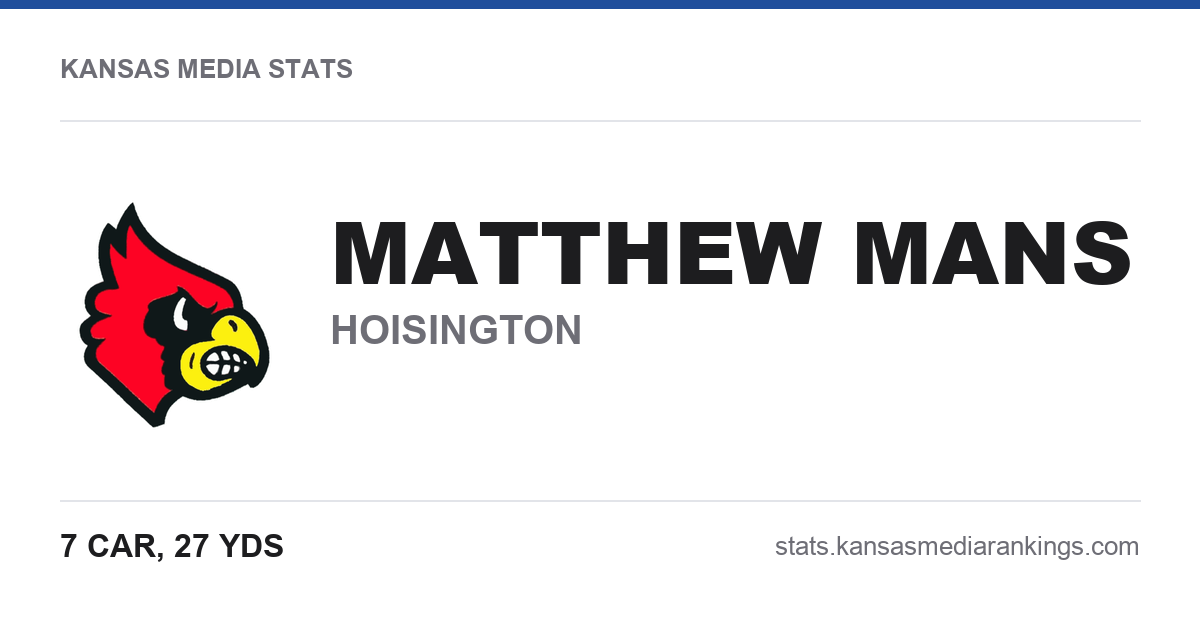 KANSAS MEDIA STATS
MATTHEW MANS
HOISINGTON
7 CAR, 27 YDS
stats.kansasmediarankings.com